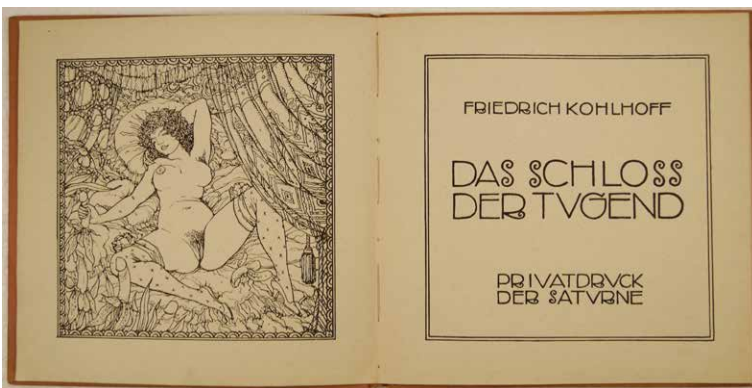 FRIEDRICH KOHLHOFF
DAS SCHLOSS
DER TVGEND
PRIVATDRVCK
DER SATVRNE